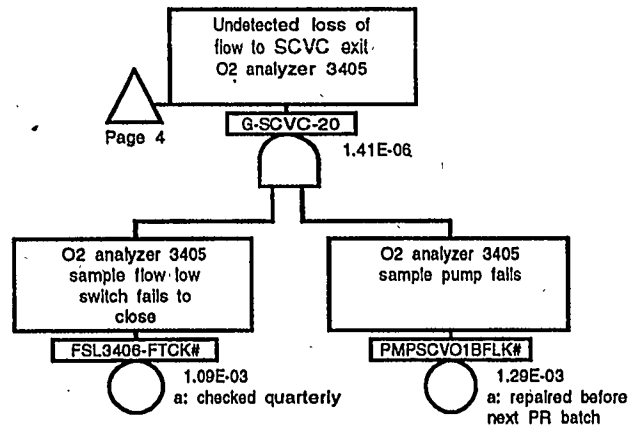 Undetected loss of
flow to SCVC exit
O2 analyzer 3405
Page 4
G-SCVC-20
1.41E-06
O2 analyzer 3405
sample flow low
switch fails to
close
FSL3406-FTCK#
1.09E-03
a: checked quarterly
O2 analyzer 3405
sample pump fails
PMPSCVO1BFLK#
1.29E-03
a: repaired before
next PR batch